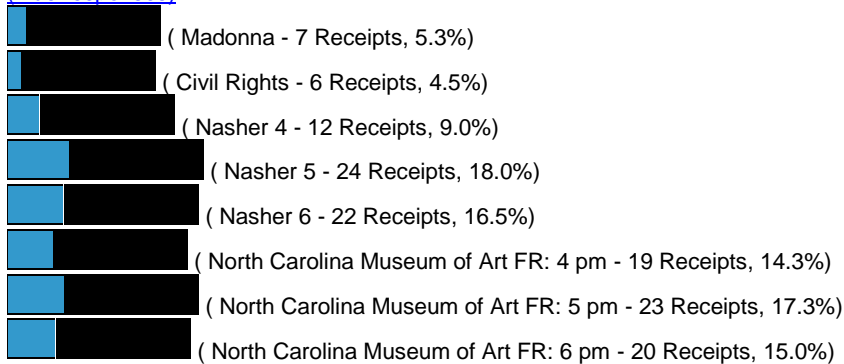 ( Madonna - 7 Receipts, 5.3%)
( Civil Rights - 6 Receipts, 4.5%)
( Nasher 4 - 12 Receipts, 9.0%)
( Nasher 5 - 24 Receipts, 18.0%)
( Nasher 6 - 22 Receipts, 16.5%)
( North Carolina Museum of Art FR: 4 pm - 19 Receipts, 14.3%)
( North Carolina Museum of Art FR: 5 pm - 23 Receipts, 17.3%)
( North Carolina Museum of Art FR: 6 pm - 20 Receipts, 15.0%)